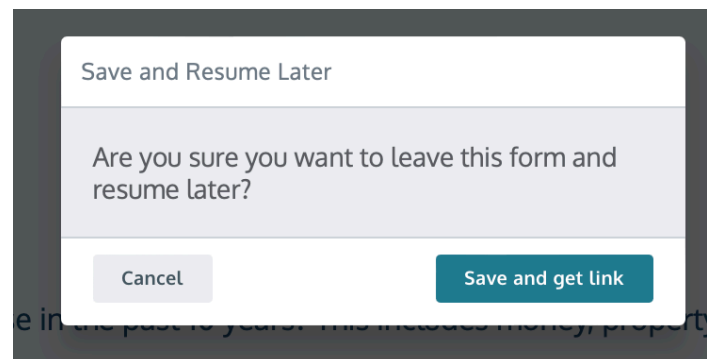 Save and Resume Later
Are you sure you want to leave this form and
resume later?
Cancel
Save and get link
e in the past 10 years? This includes money, property